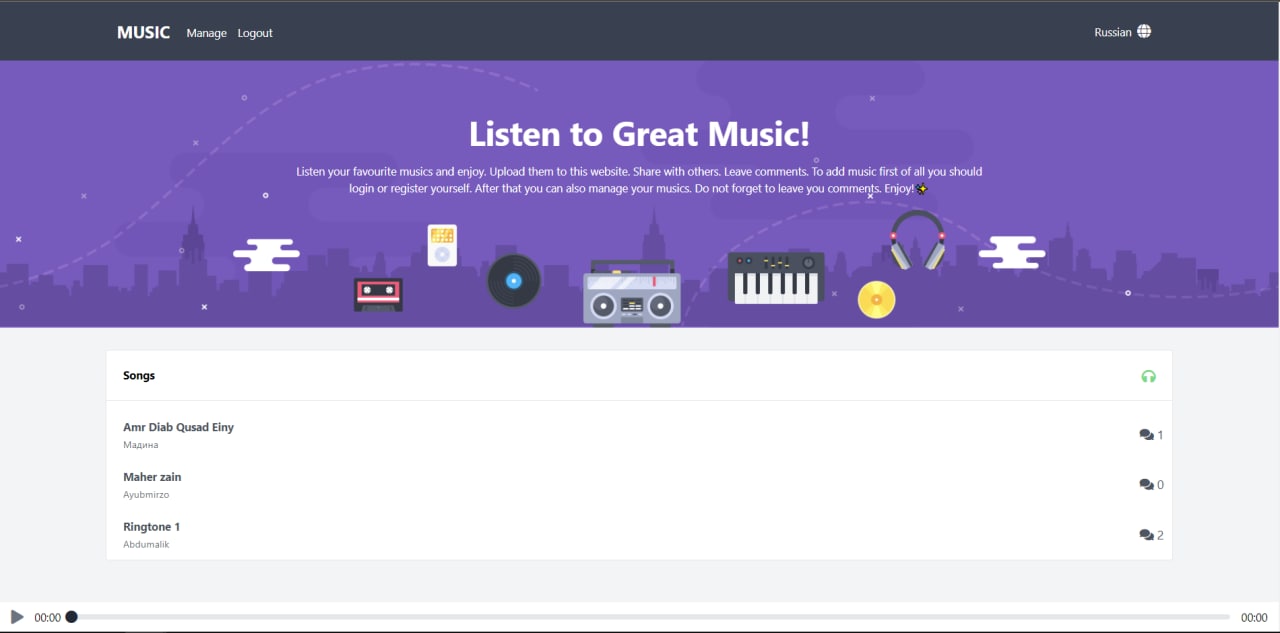 MUSIC Manage Logout Russian
Listen to Great Music!
Listen your favourite musics and enjoy. Upload them to this website. Share with others. Leave comments. To add music first of all you should
login or register yourself. After that you can also manage your musics. Do not forget to leave you comments. Enjoy!✨
Songs
Amr Diab Qusad Einy
Мадина
1
Maher zain
Ayubmirzo
0
Ringtone 1
Abdumalik
2
00:00 00:00